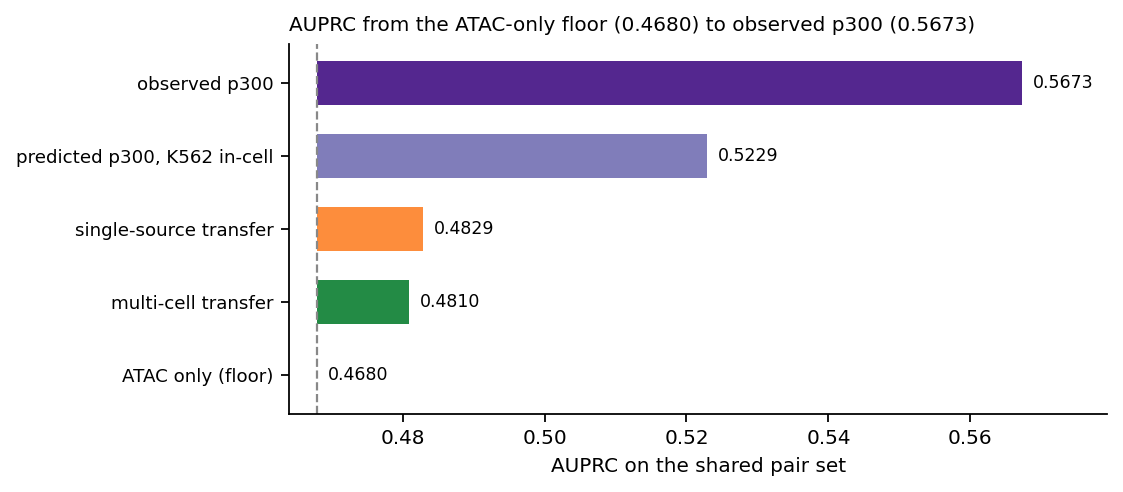 AUPRC from the ATAC-only floor (0.4680) to observed p300 (0.5673)
observed p300
0.5673
predicted p300, K562 in-cell
0.5229
single-source transfer
0.4829
multi-cell transfer
0.4810
ATAC only (floor)
0.4680
0.48 0.50 0.52 0.54 0.56
AUPRC on the shared pair set